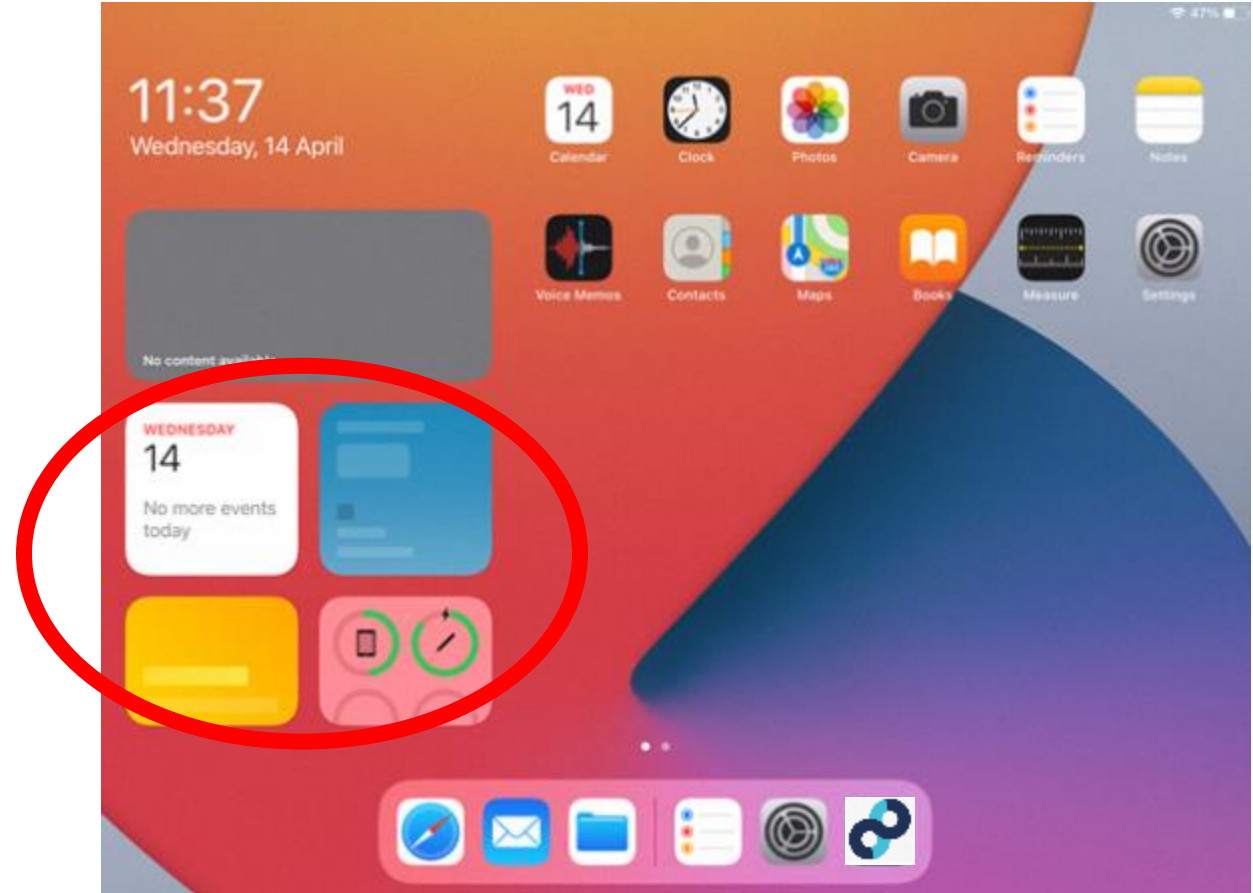 47%
11:37
Wednesday, 14 April
WED
14
Calendar
Clock
Photos
Camera
Reminders
Notes
Voice Memos
Contacts
Maps
Books
Measure
Settings
No content available
WEDNESDAY
14
No more events
today